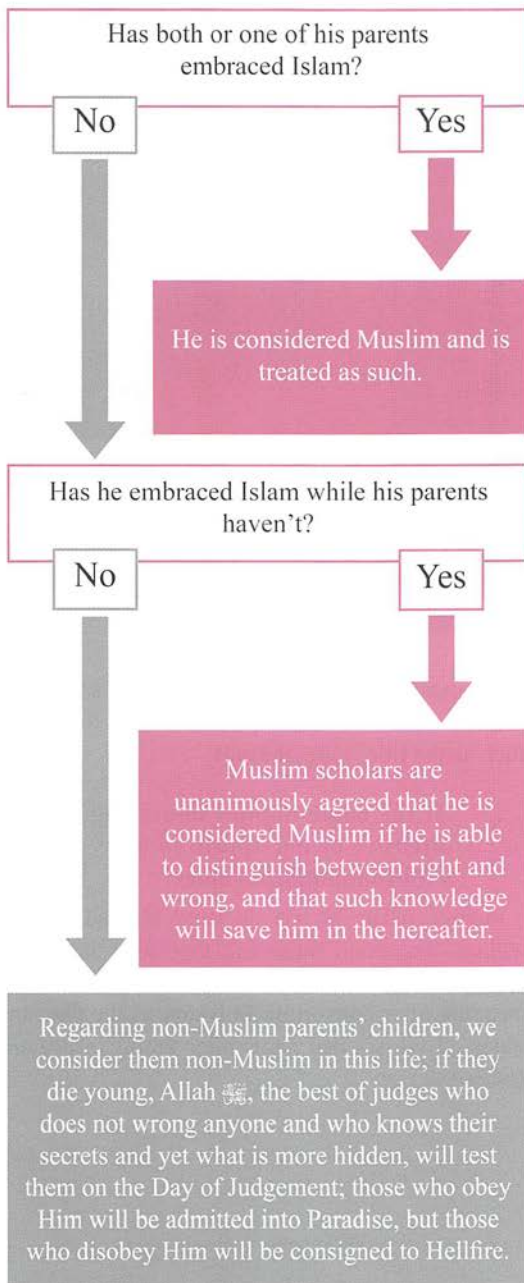 Has both or one of his parents
embraced Islam?
No
Yes
He is considered Muslim and is
treated as such.
Has he embraced Islam while his parents
haven't?
No
Yes
Muslim scholars are
unanimously agreed that he is
considered Muslim if he is able
to distinguish between right and
wrong, and that such knowledge
will save him in the hereafter.
Regarding non-Muslim parents' children, we
consider them non-Muslim in this life; if they
die young, Allah , the best of judges who
does not wrong anyone and who knows their
secrets and yet what is more hidden, will test
them on the Day of Judgement; those who obey
Him will be admitted into Paradise, but those
who disobey Him will be consigned to Hellfire.